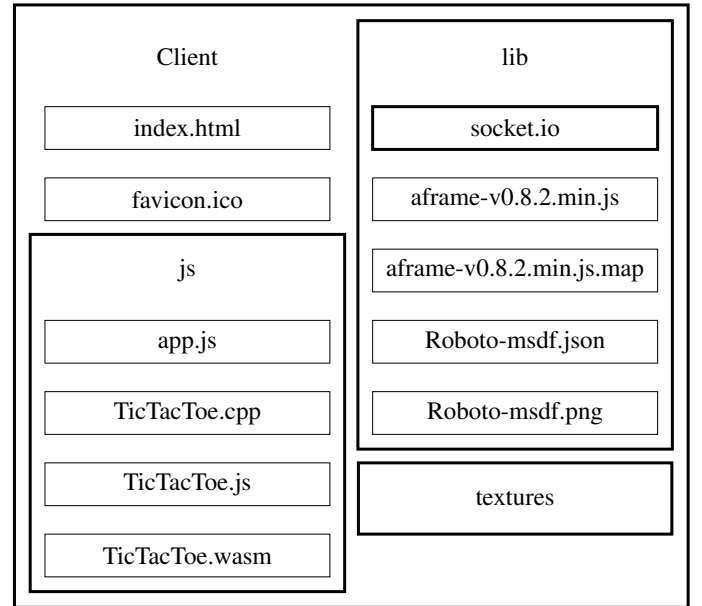 Client
index.html
favicon.ico
js
app.js
TicTacToe.cpp
TicTacToe.js
TicTacToe.wasm
lib
socket.io
aframe-v0.8.2.min.js
aframe-v0.8.2.min.js.map
Roboto-msdf.json
Roboto-msdf.png
textures